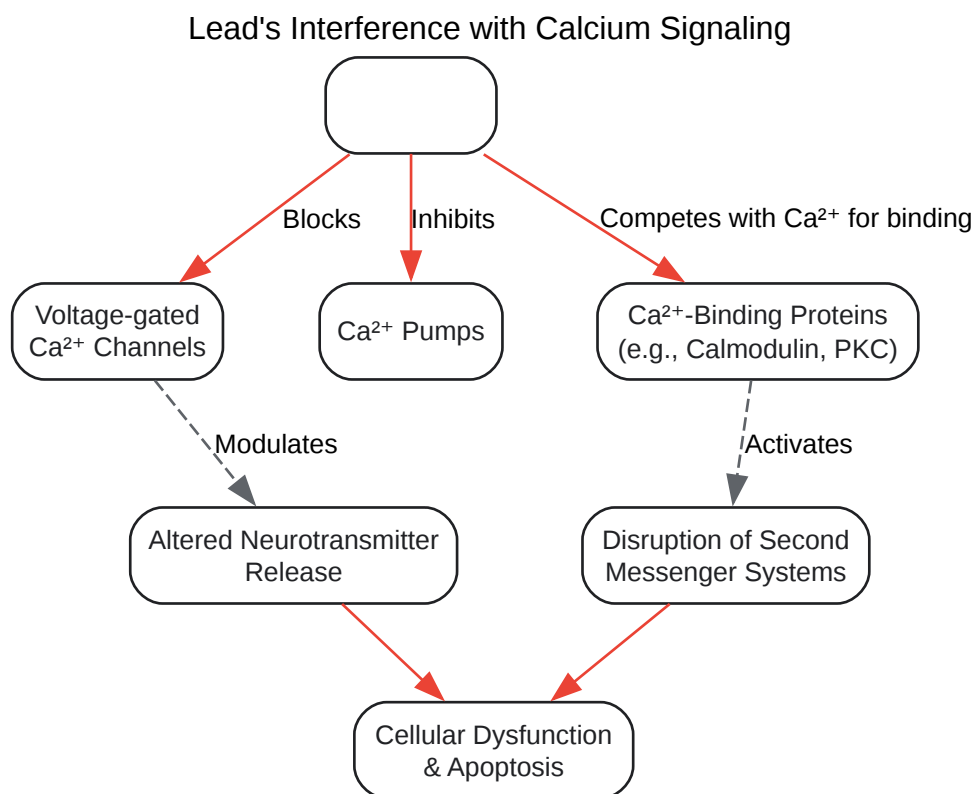 Lead's Interference with Calcium Signaling
Blocks
Inhibits
Competes with Ca²⁺ for binding
Voltage-gated
Ca²⁺ Channels
Ca²⁺ Pumps
Ca²⁺-Binding Proteins
(e.g., Calmodulin, PKC)
Modulates
Activates
Altered Neurotransmitter
Release
Disruption of Second
Messenger Systems
Cellular Dysfunction
& Apoptosis